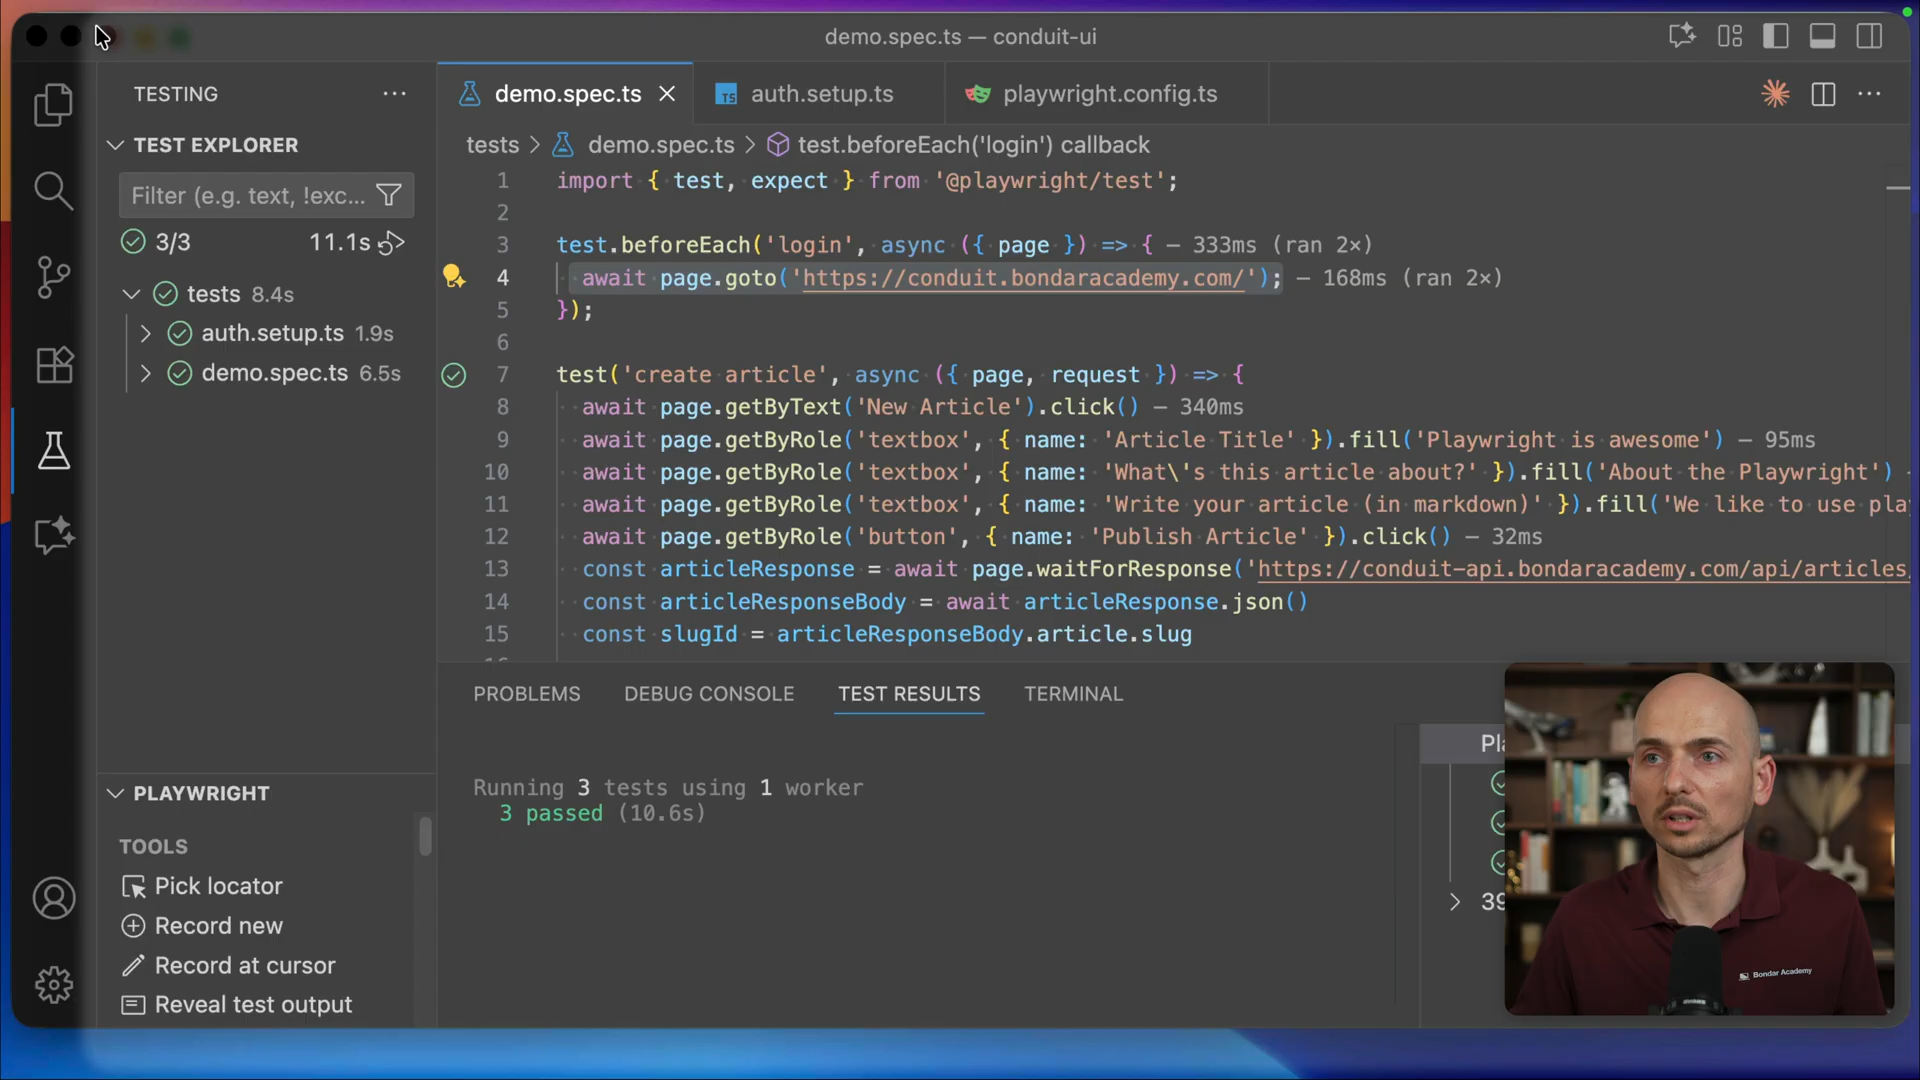 demo.spec.ts — conduit-ui
TESTING
demo.spec.ts
auth.setup.ts
playwright.config.ts
TEST EXPLORER
Filter (e.g. text, !exc...
3/3 11.1s
tests 8.4s
auth.setup.ts 1.9s
demo.spec.ts 6.5s
tests > demo.spec.ts > test.beforeEach('login') callback
1 import { test, expect } from '@playwright/test';
2
3 test.beforeEach('login', async ({ page }) => { — 333ms (ran 2×)
4 await page.goto('https://conduit.bondaracademy.com/'); — 168ms (ran 2×)
5 });
6
7 test('create article', async ({ page, request }) => {
8 await page.getByText('New Article').click() — 340ms
9 await page.getByRole('textbox', { name: 'Article Title' }).fill('Playwright is awesome') — 95ms
10 await page.getByRole('textbox', { name: 'What\'s this article about?' }).fill('About the Playwright') —
11 await page.getByRole('textbox', { name: 'Write your article (in markdown)' }).fill('We like to use pla
12 await page.getByRole('button', { name: 'Publish Article' }).click() — 32ms
13 const articleResponse = await page.waitForResponse('https://conduit-api.bondaracademy.com/api/articles/
14 const articleResponseBody = await articleResponse.json()
15 const slugId = articleResponseBody.article.slug
PROBLEMS DEBUG CONSOLE TEST RESULTS TERMINAL
Running 3 tests using 1 worker
3 passed (10.6s)
PLAYWRIGHT
TOOLS
Pick locator
Record new
Record at cursor
Reveal test output
Bondar Academy